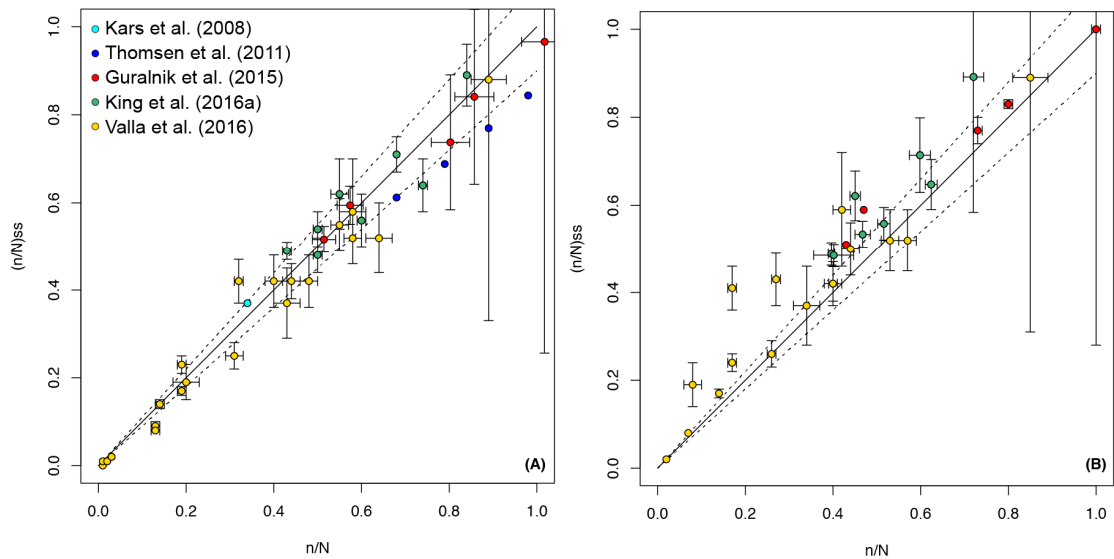 Kars et al. (2008)
Thomsen et al. (2011)
Guralnik et al. (2015)
King et al. (2016a)
Valla et al. (2016)
(n/N)ss
1.0
0.8
0.6
0.4
0.2
0.0
0.0 0.2 0.4 0.6 0.8 1.0
n/N
(A)
(n/N)ss
1.0
0.8
0.6
0.4
0.2
0.0
0.0 0.2 0.4 0.6 0.8 1.0
n/N
(B)